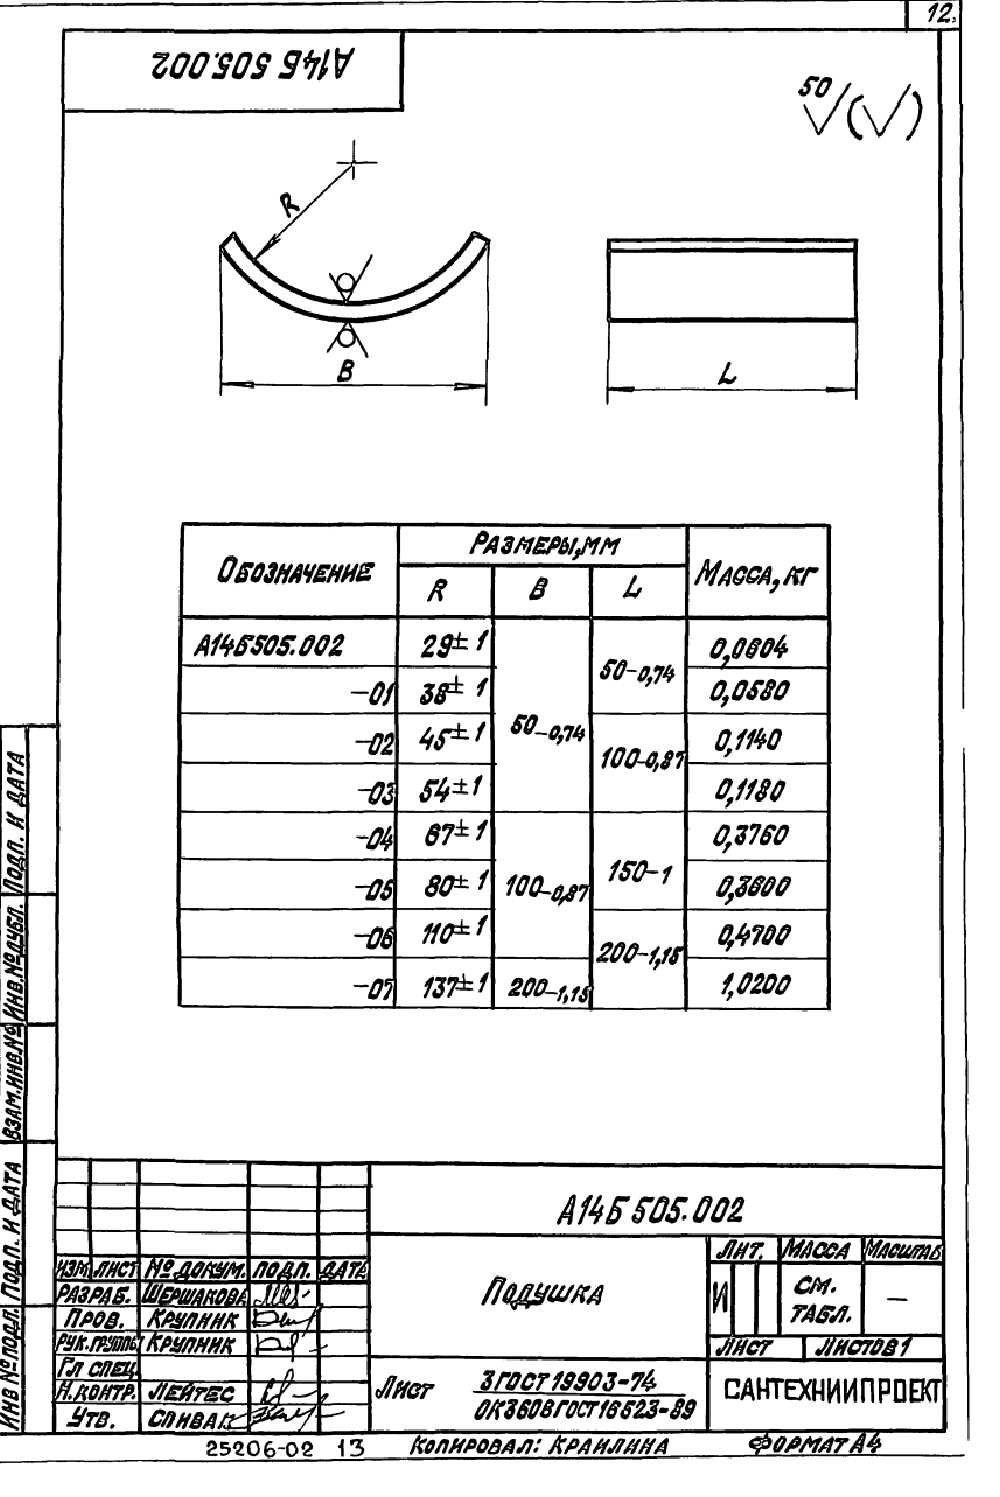 12.
А14Б 505.002
50
R
B
L
Обозначение
Размеры, мм
Масса, кг
R B L
А14Б505.002 29±1 50-0,74 50-0,74 0,0604
-01 38±1 0,0580
-02 45±1 100-0,87 0,1140
-03 54±1 0,1180
-04 67±1 100-0,87 150-1 0,3760
-05 80±1 0,3600
-06 110±1 200-1,15 0,4700
-07 137±1 200-1,15 1,0200
Инв № подл. Подп. и дата Взам. инв. № Инв. № дубл. Подп. и дата
А14Б 505.002
Изм. Лист № докум. Подп. Дата
Разраб. Шершакова
Пров. Крупник
Рук. группы Крупник
Гл спец.
Н. контр. Лейтес
Утв. Спивак
Подушка
Лит. Масса Масштаб
И см. табл. —
Лист Листов 1
Лист 3 ГОСТ 19903-74
ОК360В ГОСТ 16523-89
САНТЕХНИИПРОЕКТ
25206-02 13
Копировал: Краилина
Формат А4